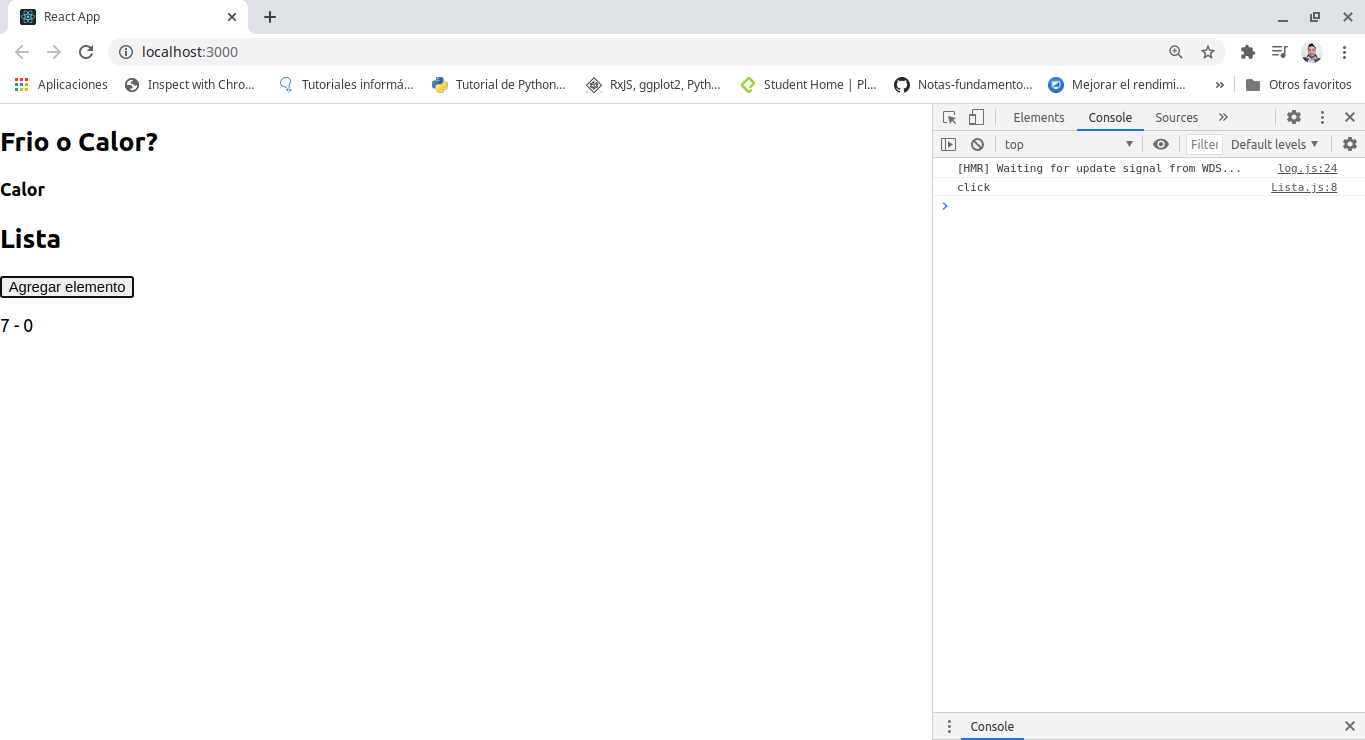 React App
localhost:3000
Aplicaciones Inspect with Chro... Tutoriales informá... Tutorial de Python... RxJS, ggplot2, Pyth... Student Home | Pl... Notas-fundamento... Mejorar el rendimi... » Otros favoritos
Elements Console Sources »
top Filter Default levels
[HMR] Waiting for update signal from WDS... log.js:24
click Lista.js:8
Frio o Calor?
Calor
Lista
Agregar elemento
7 - 0
Console